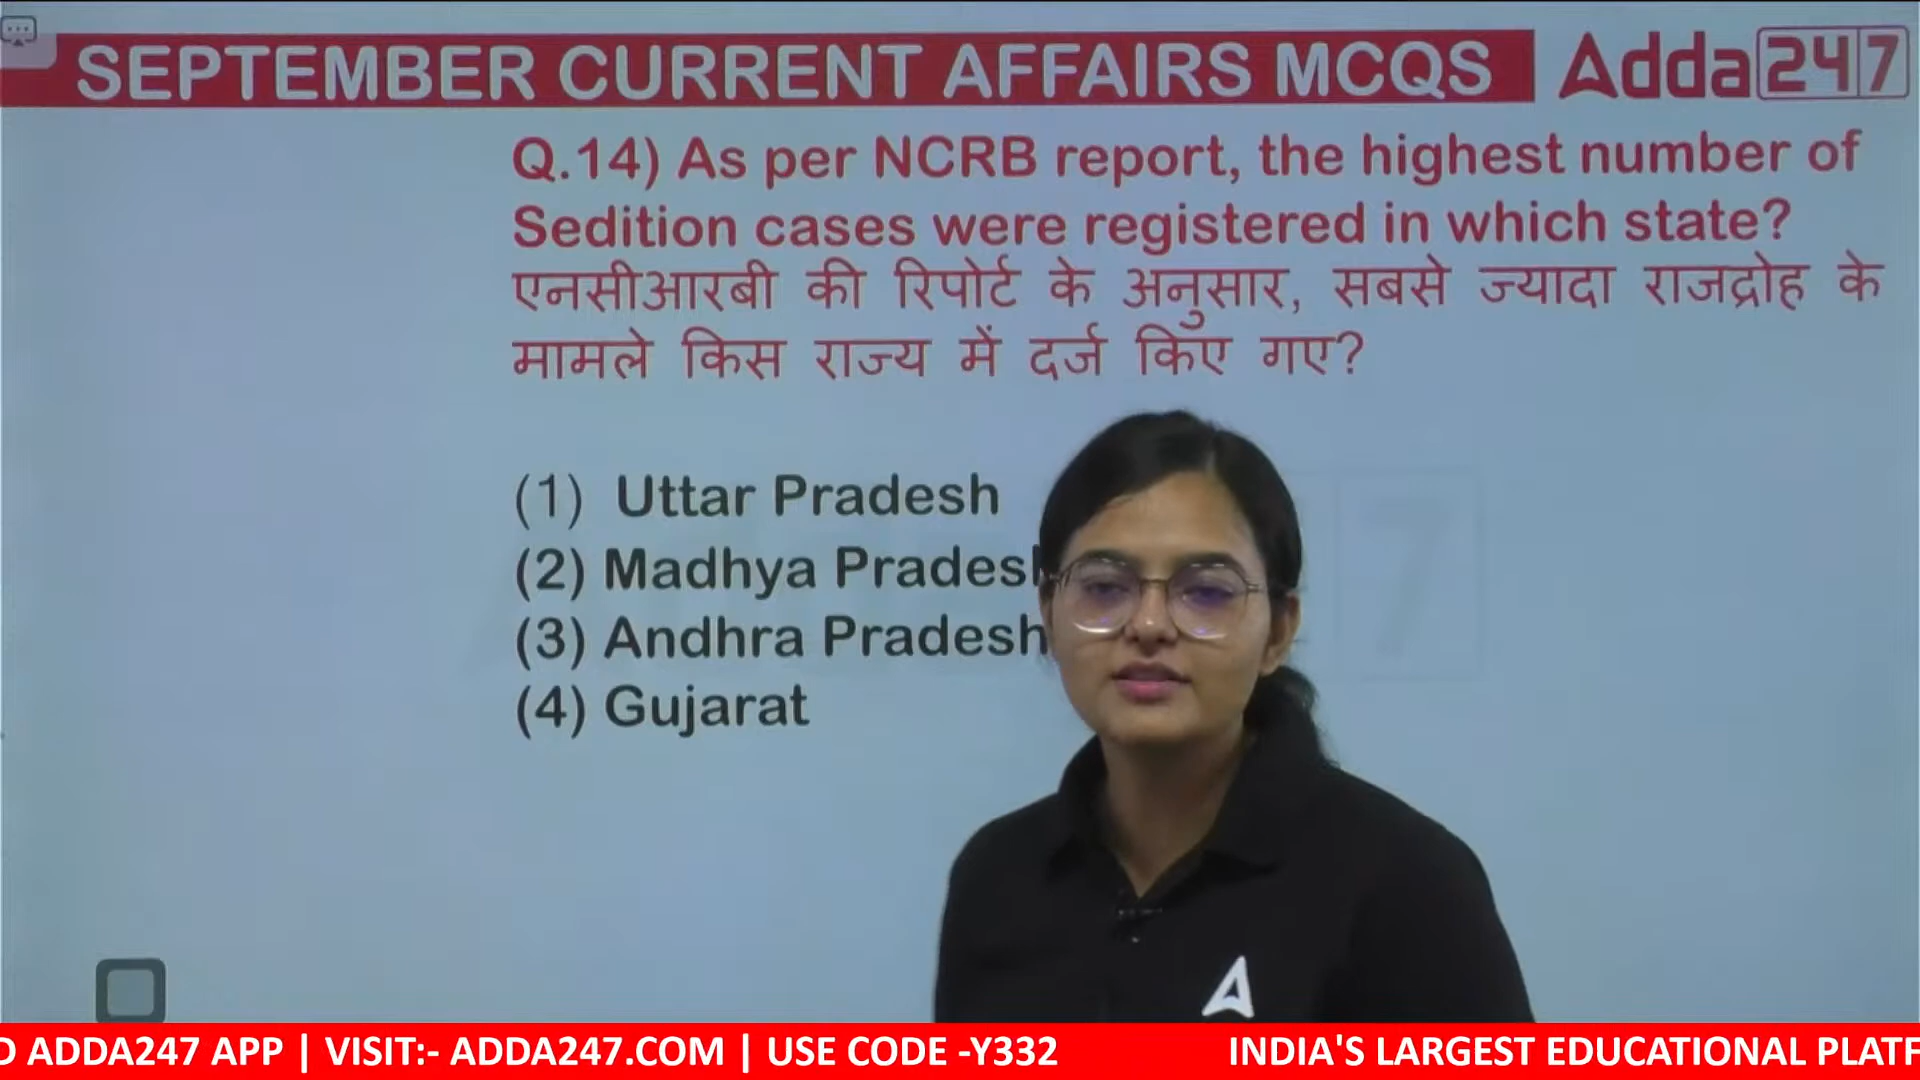 SEPTEMBER CURRENT AFFAIRS MCQS
Adda247
Q.14) As per NCRB report, the highest number of
Sedition cases were registered in which state?
एनसीआरबी की रिपोर्ट के अनुसार, सबसे ज्यादा राजद्रोह के
मामले किस राज्य में दर्ज किए गए?
(1) Uttar Pradesh
(2) Madhya Pradesh
(3) Andhra Pradesh
(4) Gujarat
D ADDA247 APP | VISIT:- ADDA247.COM | USE CODE -Y332 INDIA'S LARGEST EDUCATIONAL PLATF